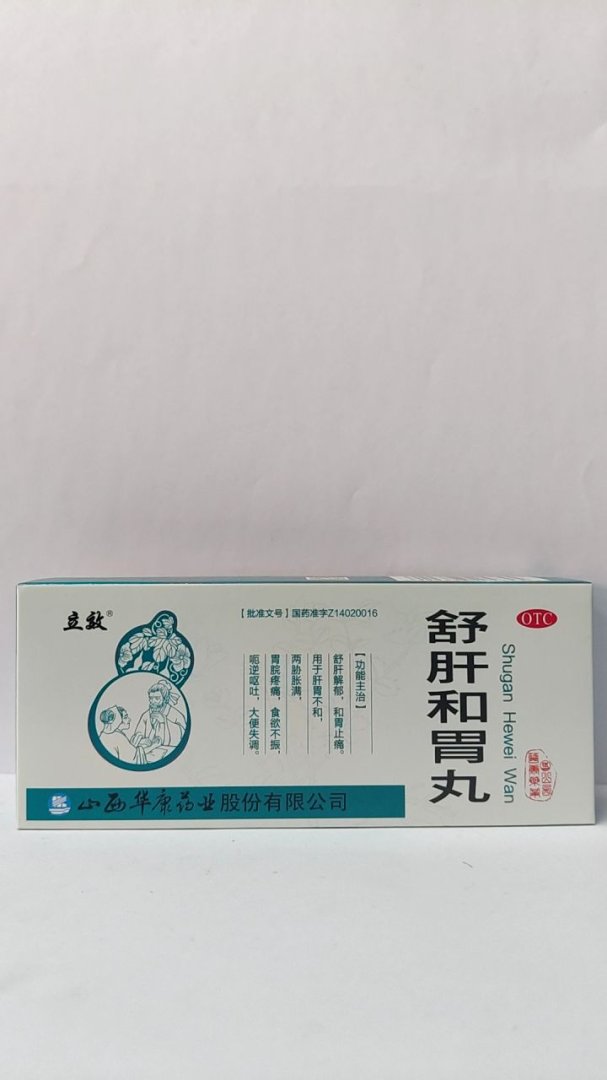 立效®
【批准文号】国药准字Z14020016
【功能主治】
舒肝解郁，和胃止痛。
用于肝胃不和，
两胁胀满，
胃脘疼痛，食欲不振，
呃逆呕吐，大便失调。
舒肝和胃丸
Shugan Hewei Wan
OTC
山西华康药业股份有限公司